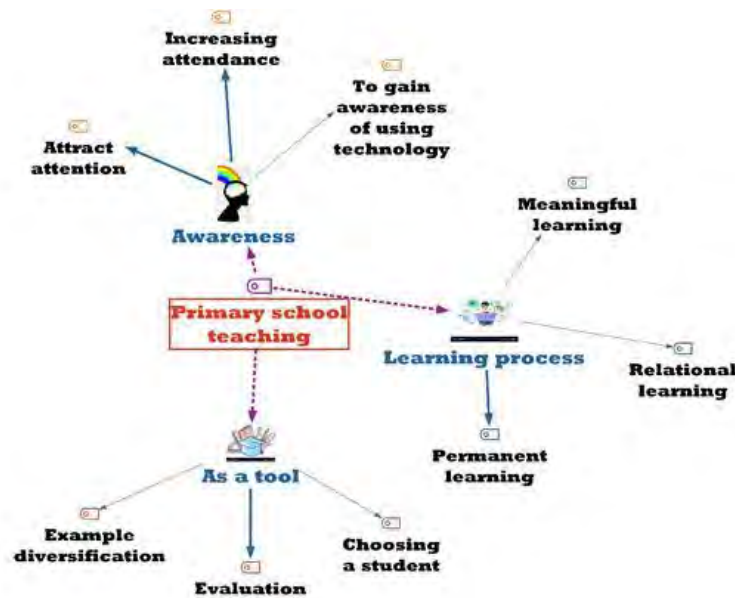 Increasing
attendance
To gain
awareness
of using
technology
Attract
attention
Awareness
Meaningful
learning
Primary school
teaching
Learning process
Relational
learning
Permanent
learning
As a tool
Example
diversification
Evaluation
Choosing
a student